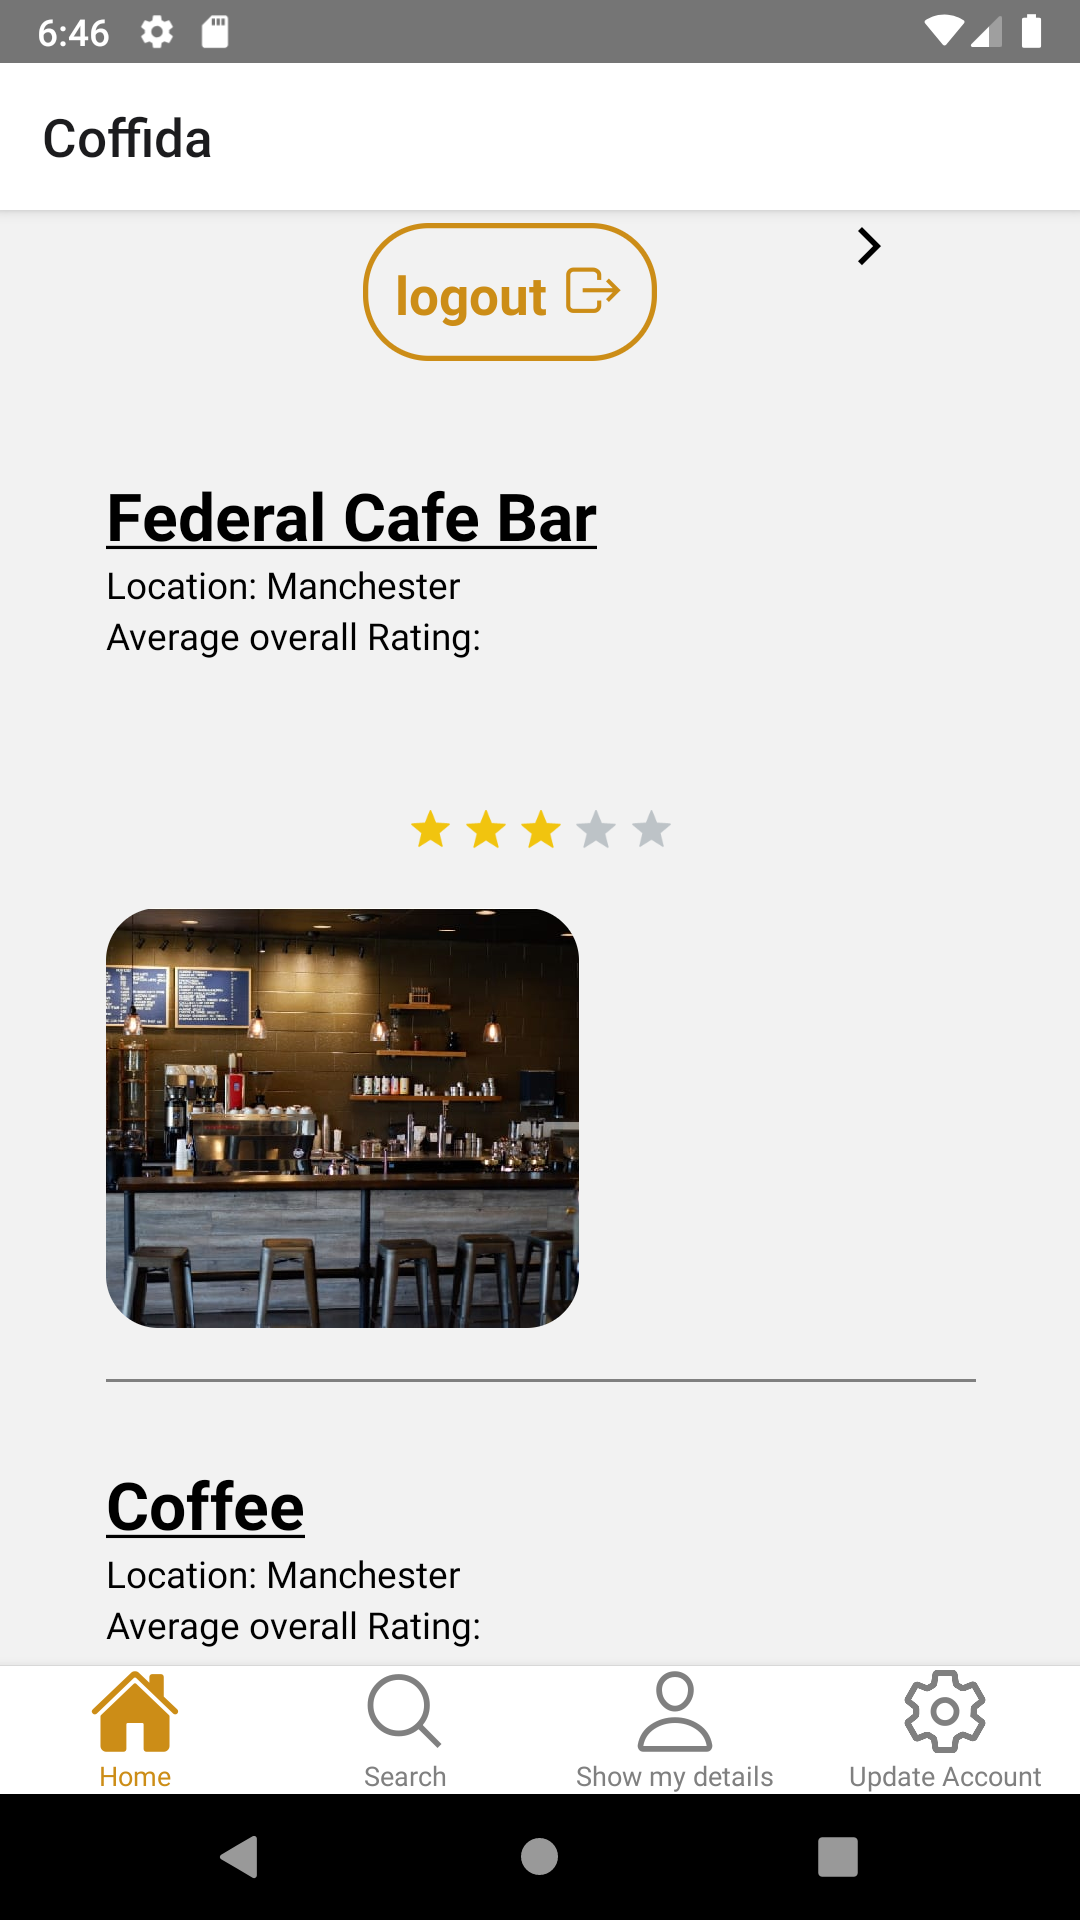 6:46
Coffida
logout
Federal Cafe Bar
Location: Manchester
Average overall Rating:
Coffee
Location: Manchester
Average overall Rating:
Home
Search
Show my details
Update Account